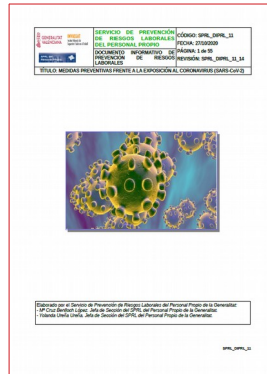 GENERALITAT
VALENCIANA
SERVICIO DE PREVENCIÓN
DE RIESGOS LABORALES
DEL PERSONAL PROPIO
DOCUMENTO INFORMATIVO DE
PREVENCIÓN DE RIESGOS
LABORALES
CÓDIGO: SPRL_DIPRL_11
FECHA: 27/10/2020
PÁGINA: 1 de 55
REVISIÓN: SPRL_DIPRL_11_14
TÍTULO: MEDIDAS PREVENTIVAS FRENTE A LA EXPOSICIÓN AL CORONAVIRUS (SARS-CoV-2)
Elaborado por el Servicio de Prevención de Riesgos Laborales del Personal Propio de la Generalitat:
- Mª Cruz Benlloch López. Jefa de Sección del SPRL del Personal Propio de la Generalitat.
- Yolanda Ureña Ureña. Jefa de Sección del SPRL del Personal Propio de la Generalitat.
SPRL_DIPRL_11